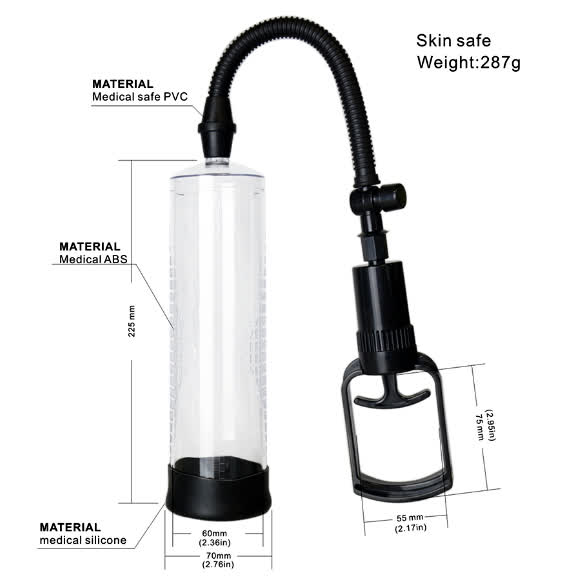 Skin safe
Weight:287g
MATERIAL
Medical safe PVC
MATERIAL
Medical ABS
225 mm
(2.95in)
75 mm
MATERIAL
medical silicone
60mm
(2.36in)
70mm
(2.76in)
55 mm
(2.17in)